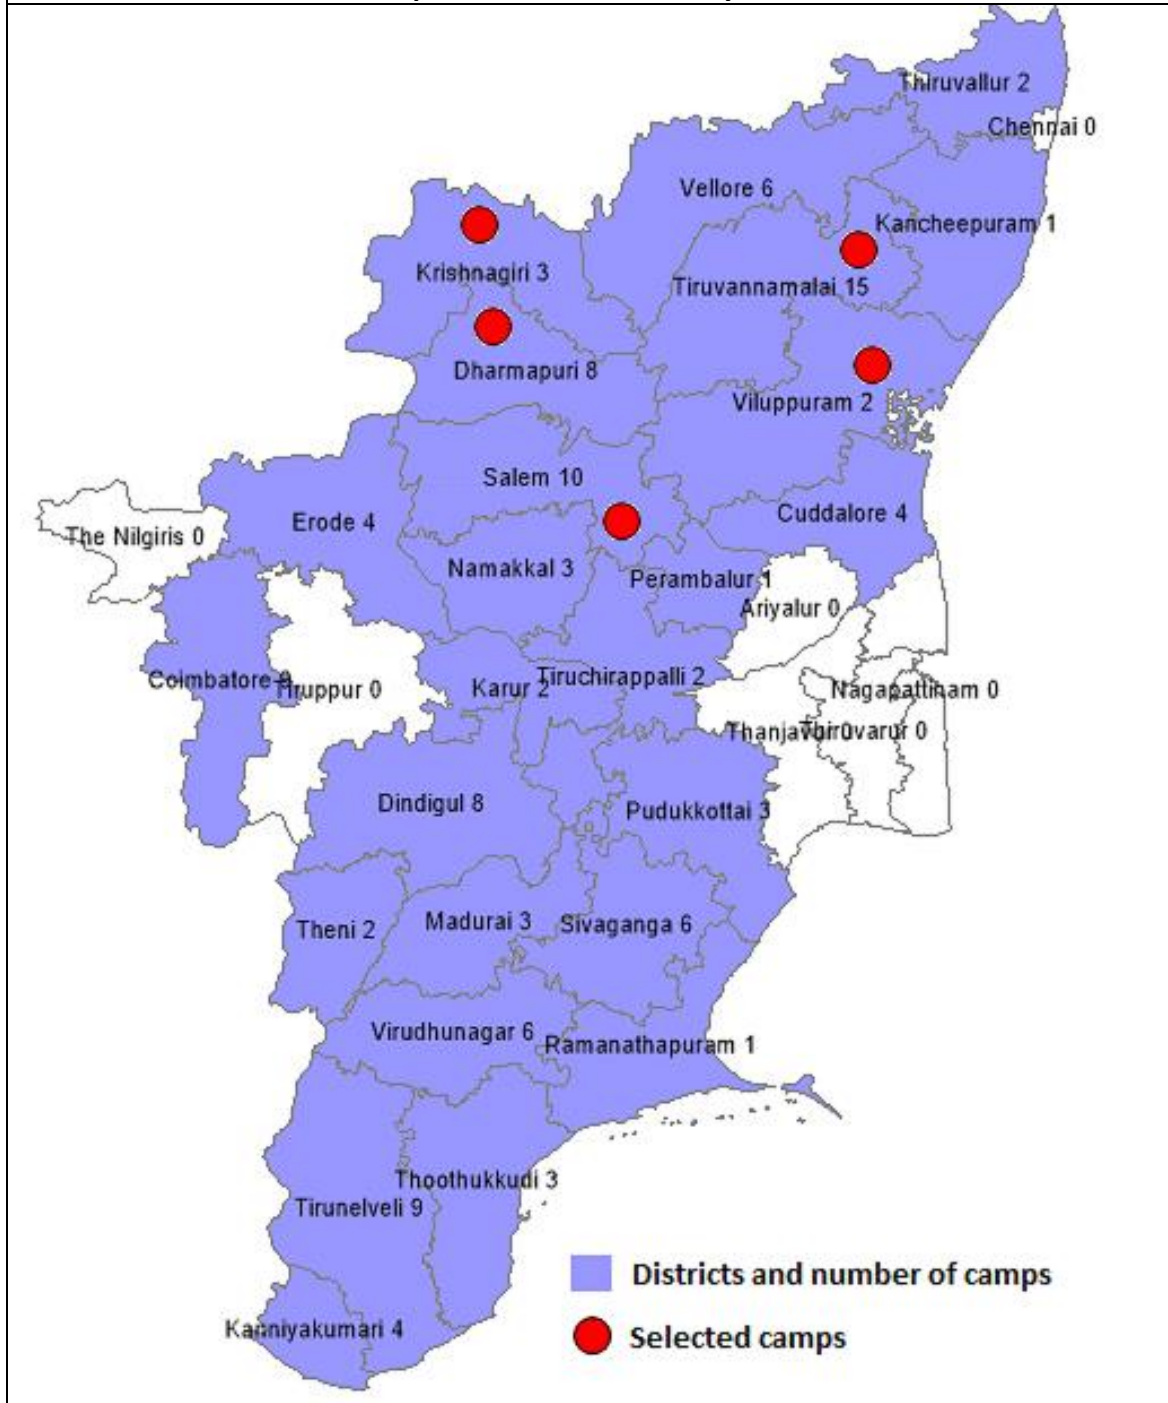 Thiruvallur 2
Chennai 0
Vellore 6
Kancheepuram 1
Krishnagiri 3
Tiruvannamalai 15
Dharmapuri 8
Viluppuram 2
Salem 10
Cuddalore 4
Erode 4
The Nilgiris 0
Namakkal 3
Perambalur 1
Ariyalur 0
Coimbatore
Tiruppur 0
Karur 2
Tiruchirappalli 2
Nagapattinam 0
Thanjavur 0
Thiruvarur 0
Dindigul 8
Pudukkottai 3
Theni 2
Madurai 3
Sivaganga 6
Virudhunagar 6
Ramanathapuram 1
Thoothukkudi 3
Tirunelveli 9
Kanniyakumari 4
Districts and number of camps
Selected camps